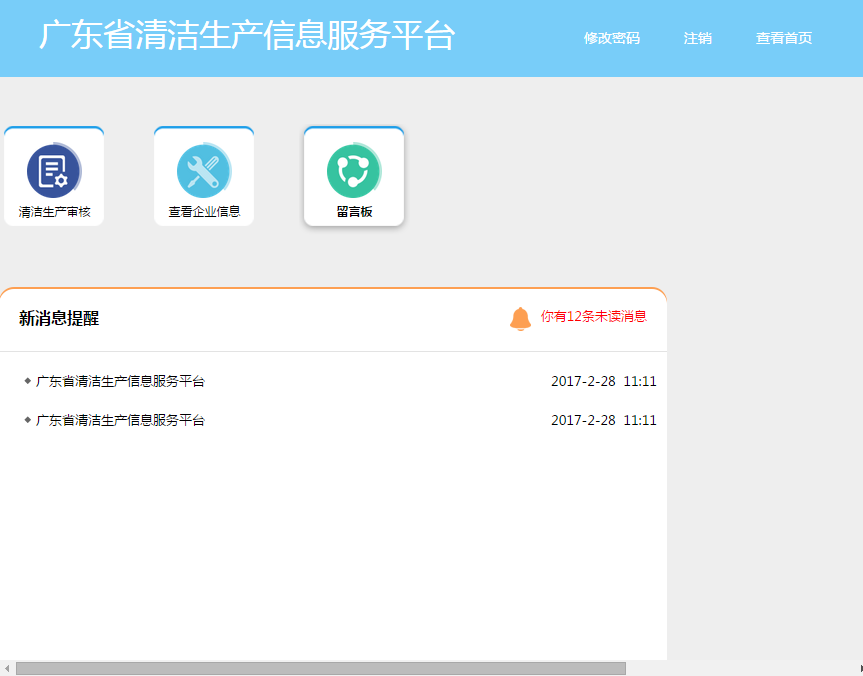 广东省清洁生产信息服务平台
修改密码 注销 查看首页
清洁生产审核 查看企业信息 留言板
新消息提醒 你有12条未读消息
广东省清洁生产信息服务平台 2017-2-28 11:11
广东省清洁生产信息服务平台 2017-2-28 11:11